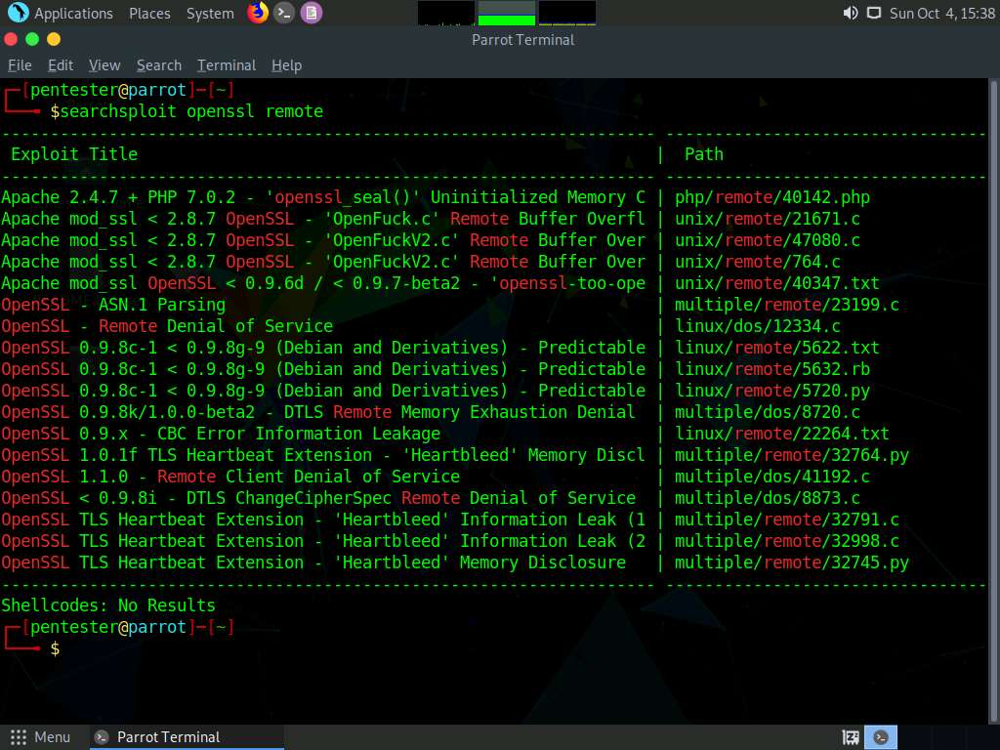 Applications Places System Sun Oct 4, 15:38
Parrot Terminal
File Edit View Search Terminal Help
┌─[pentester@parrot]─[~]
└──╼ $searchsploit openssl remote
------------------------------------------------------------------- ---------------------------------
 Exploit Title | Path
------------------------------------------------------------------- ---------------------------------
Apache 2.4.7 + PHP 7.0.2 - 'openssl_seal()' Uninitialized Memory C | php/remote/40142.php
Apache mod_ssl < 2.8.7 OpenSSL - 'OpenFuck.c' Remote Buffer Overfl | unix/remote/21671.c
Apache mod_ssl < 2.8.7 OpenSSL - 'OpenFuckV2.c' Remote Buffer Over | unix/remote/47080.c
Apache mod_ssl < 2.8.7 OpenSSL - 'OpenFuckV2.c' Remote Buffer Over | unix/remote/764.c
Apache mod_ssl OpenSSL < 0.9.6d / < 0.9.7-beta2 - 'openssl-too-ope | unix/remote/40347.txt
OpenSSL - ASN.1 Parsing | multiple/remote/23199.c
OpenSSL - Remote Denial of Service | linux/dos/12334.c
OpenSSL 0.9.8c-1 < 0.9.8g-9 (Debian and Derivatives) - Predictable | linux/remote/5622.txt
OpenSSL 0.9.8c-1 < 0.9.8g-9 (Debian and Derivatives) - Predictable | linux/remote/5632.rb
OpenSSL 0.9.8c-1 < 0.9.8g-9 (Debian and Derivatives) - Predictable | linux/remote/5720.py
OpenSSL 0.9.8k/1.0.0-beta2 - DTLS Remote Memory Exhaustion Denial | multiple/dos/8720.c
OpenSSL 0.9.x - CBC Error Information Leakage | linux/remote/22264.txt
OpenSSL 1.0.1f TLS Heartbeat Extension - 'Heartbleed' Memory Discl | multiple/remote/32764.py
OpenSSL 1.1.0 - Remote Client Denial of Service | multiple/dos/41192.c
OpenSSL < 0.9.8i - DTLS ChangeCipherSpec Remote Denial of Service | multiple/dos/8873.c
OpenSSL TLS Heartbeat Extension - 'Heartbleed' Information Leak (1 | multiple/remote/32791.c
OpenSSL TLS Heartbeat Extension - 'Heartbleed' Information Leak (2 | multiple/remote/32998.c
OpenSSL TLS Heartbeat Extension - 'Heartbleed' Memory Disclosure | multiple/remote/32745.py
------------------------------------------------------------------- ---------------------------------
Shellcodes: No Results
┌─[pentester@parrot]─[~]
└──╼ $
Menu Parrot Terminal